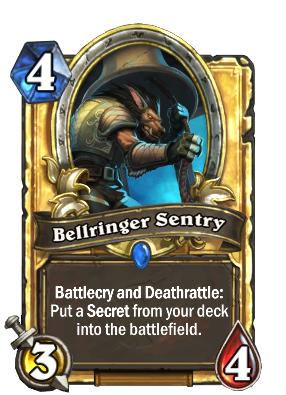 4
Bellringer Sentry
Battlecry and Deathrattle:
Put a Secret from your deck
into the battlefield.
3
4